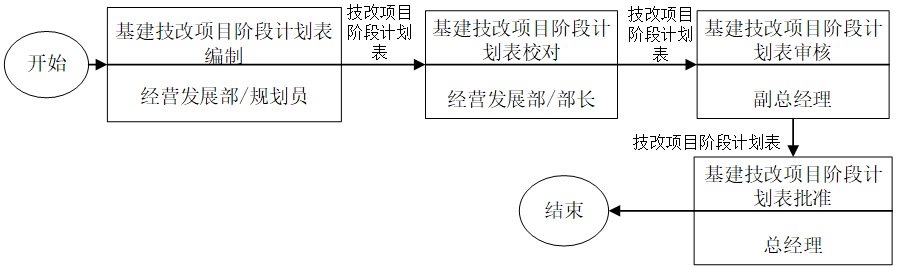 开始
基建技改项目阶段计划表
编制
经营发展部/规划员
技改项目
阶段计划
表
基建技改项目阶段计
划表校对
经营发展部/部长
技改项目
阶段计划
表
基建技改项目阶段计
划表审核
副总经理
技改项目阶段计划表
基建技改项目阶段计
划表批准
总经理
结束